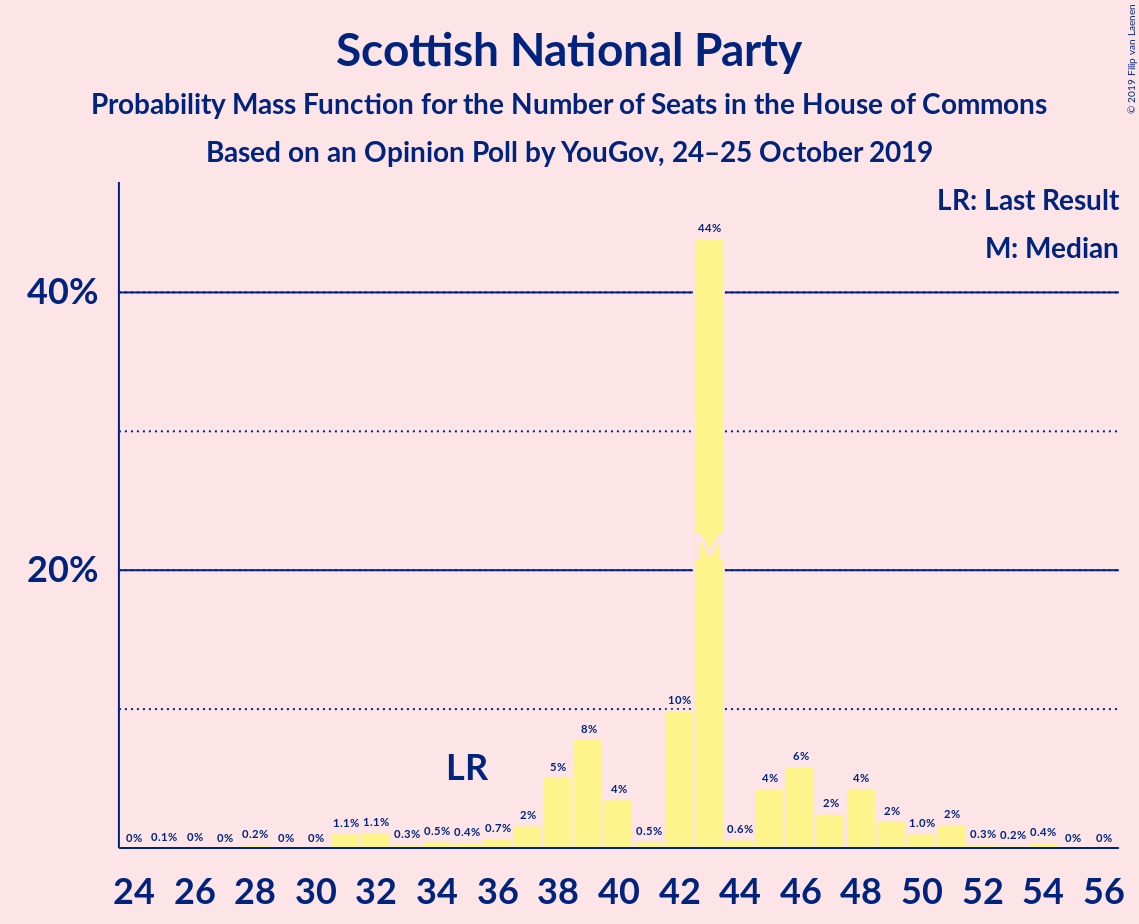 Scottish National Party
Probability Mass Function for the Number of Seats in the House of Commons
Based on an Opinion Poll by YouGov, 24–25 October 2019
© 2019 Filip van Laenen
LR: Last Result
M: Median
40%
20%
44%
10%
8%
6%
5%
4%
4%
4%
LR
M
0% 0.1% 0% 0% 0.2% 0% 0% 1.1% 1.1% 0.3% 0.5% 0.4% 0.7% 2% 0.5% 0.6% 2% 2% 1.0% 2% 0.3% 0.2% 0.4% 0% 0%
24 26 28 30 32 34 36 38 40 42 44 46 48 50 52 54 56